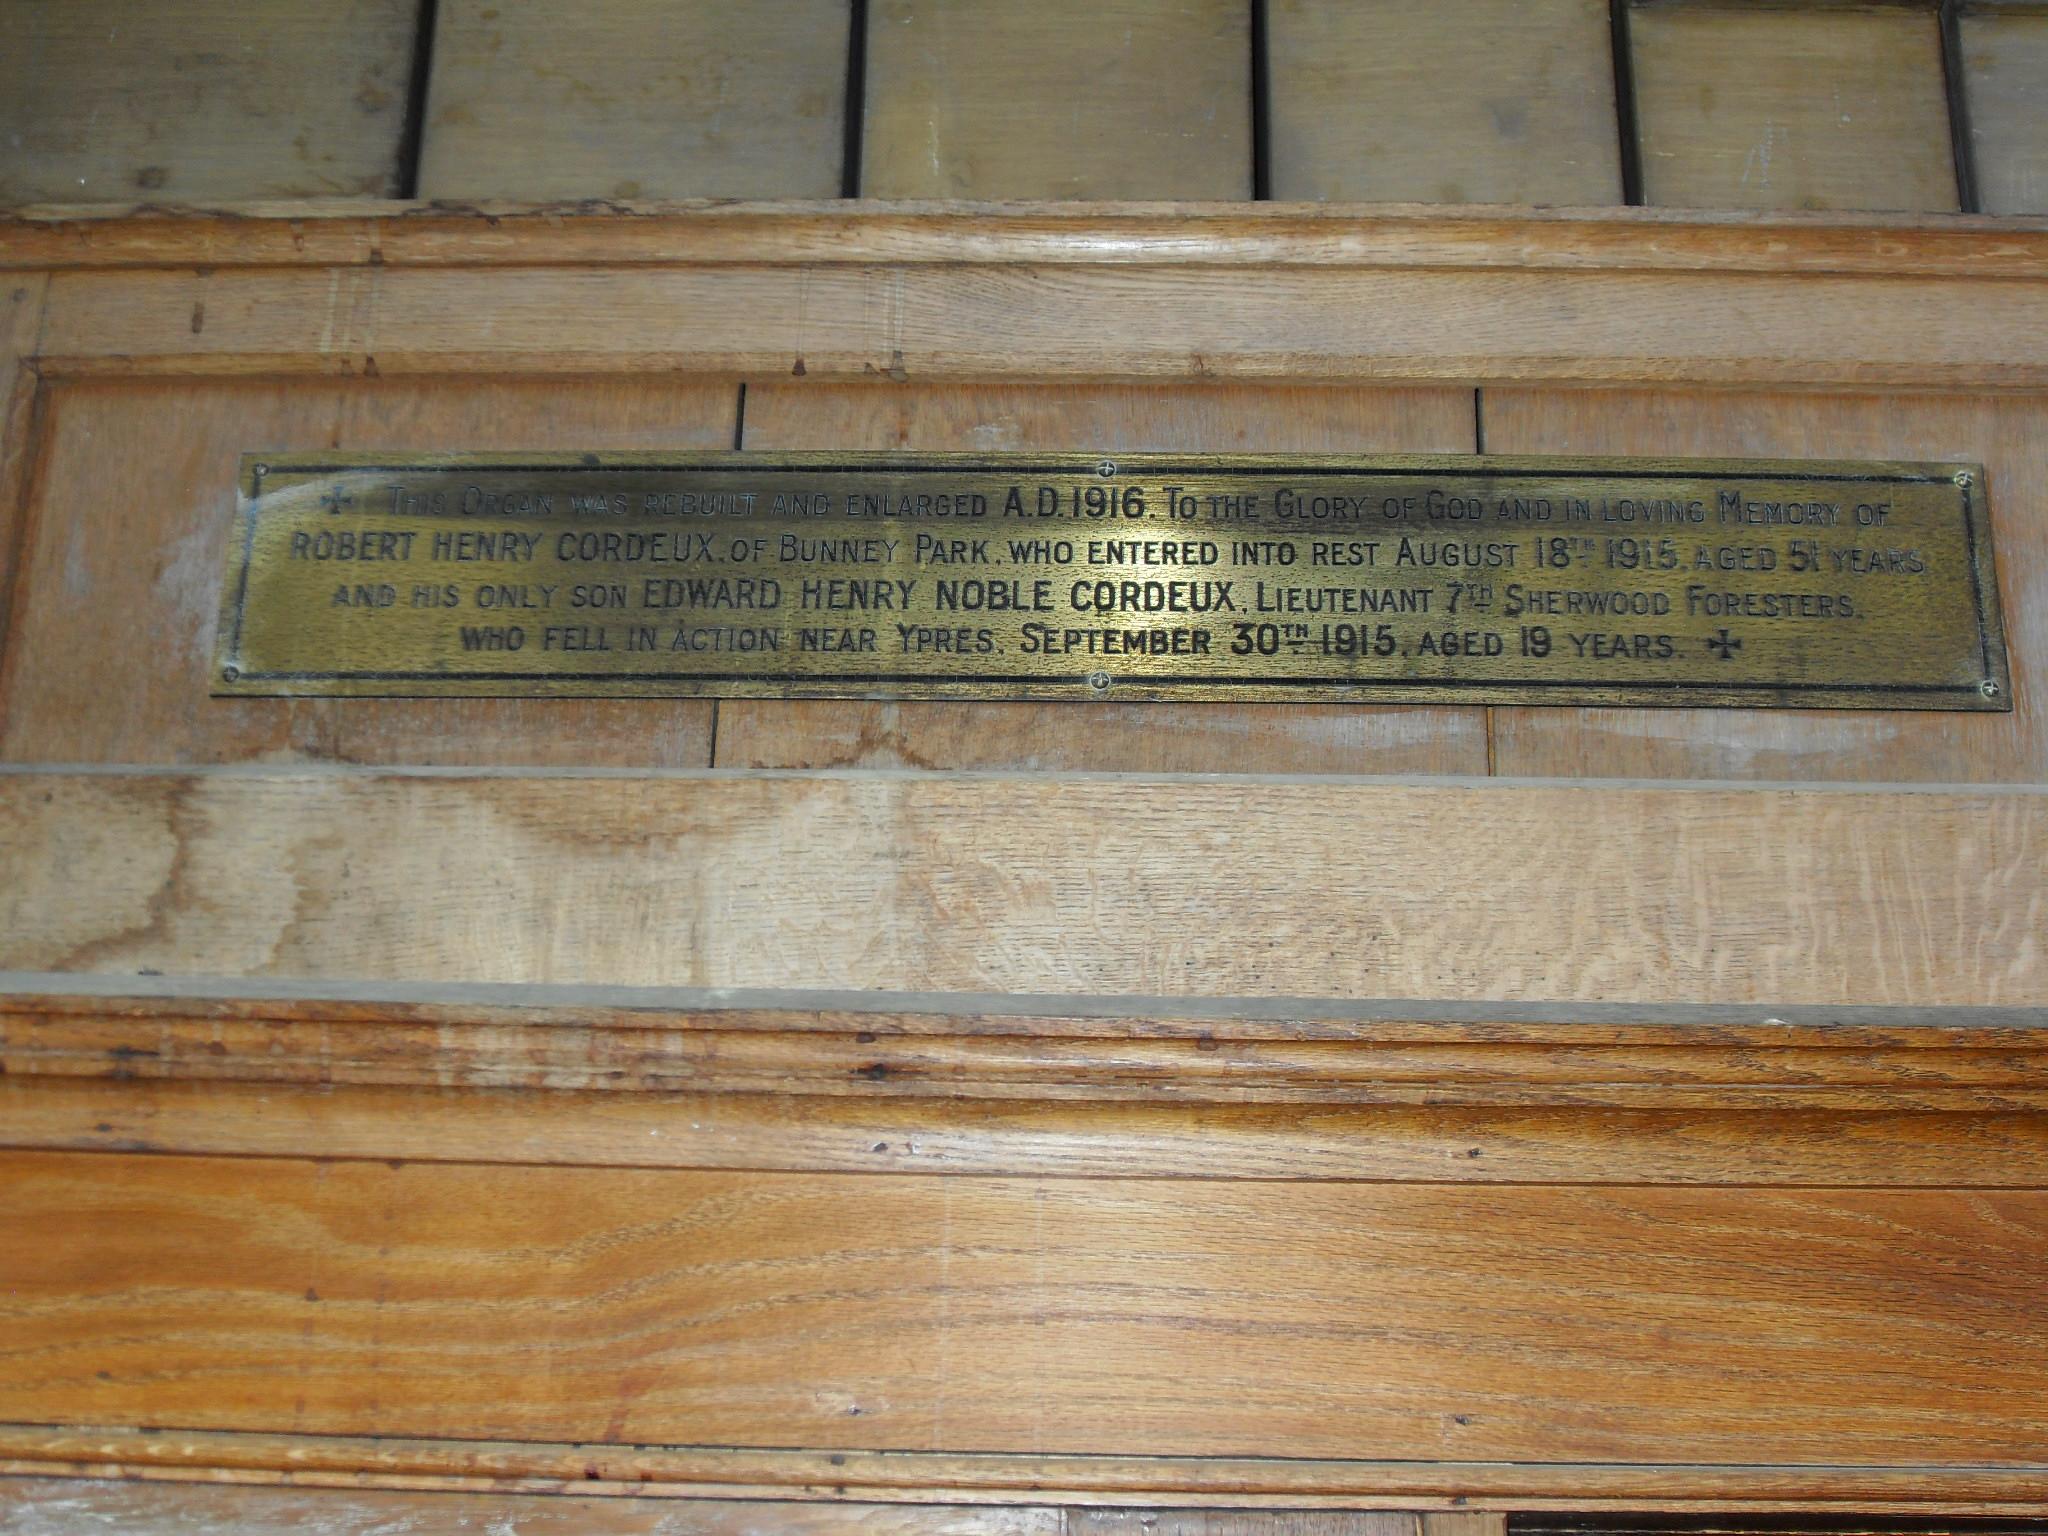 ✠ THIS ORGAN WAS REBUILT AND ENLARGED A.D. 1916. TO THE GLORY OF GOD AND IN LOVING MEMORY OF
ROBERT HENRY CORDEUX, OF BUNNEY PARK, WHO ENTERED INTO REST AUGUST 18TH 1915, AGED 51 YEARS,
AND HIS ONLY SON EDWARD HENRY NOBLE CORDEUX, LIEUTENANT 7TH SHERWOOD FORESTERS,
WHO FELL IN ACTION NEAR YPRES, SEPTEMBER 30TH 1915, AGED 19 YEARS. ✠